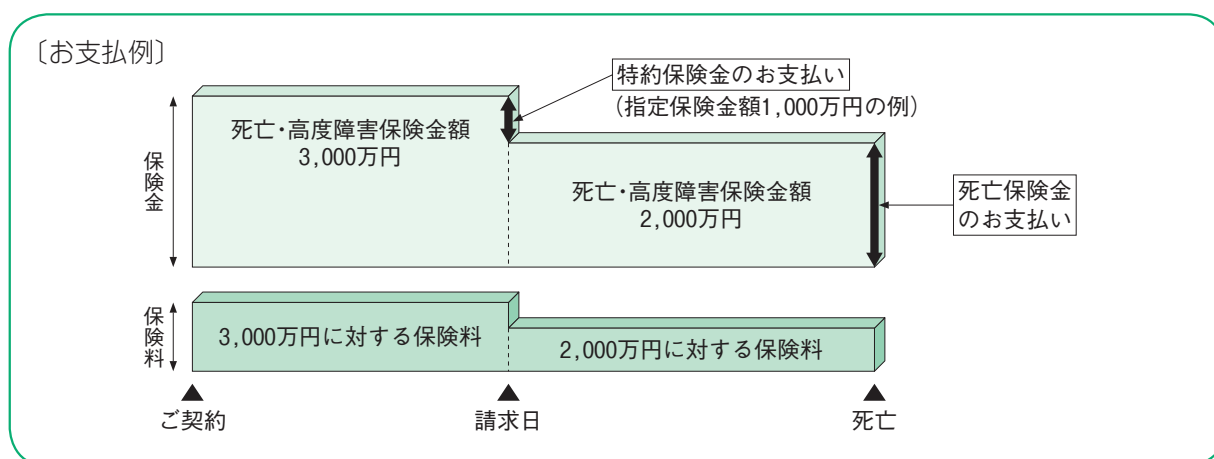 〔お支払例〕
特約保険金のお支払い
(指定保険金額1,000万円の例)
死亡・高度障害保険金額
3,000万円
保険金
死亡・高度障害保険金額
2,000万円
死亡保険金
のお支払い
保険料
3,000万円に対する保険料
2,000万円に対する保険料
ご契約
請求日
死亡